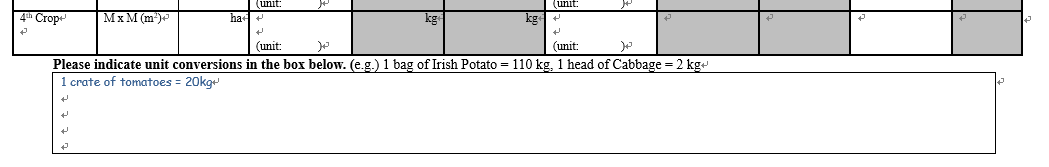 (unit: ) (unit: )
4th Crop M x M (m²) ha kg kg
(unit: ) (unit: )
Please indicate unit conversions in the box below. (e.g.) 1 bag of Irish Potato = 110 kg, 1 head of Cabbage = 2 kg
1 crate of tomatoes = 20kg